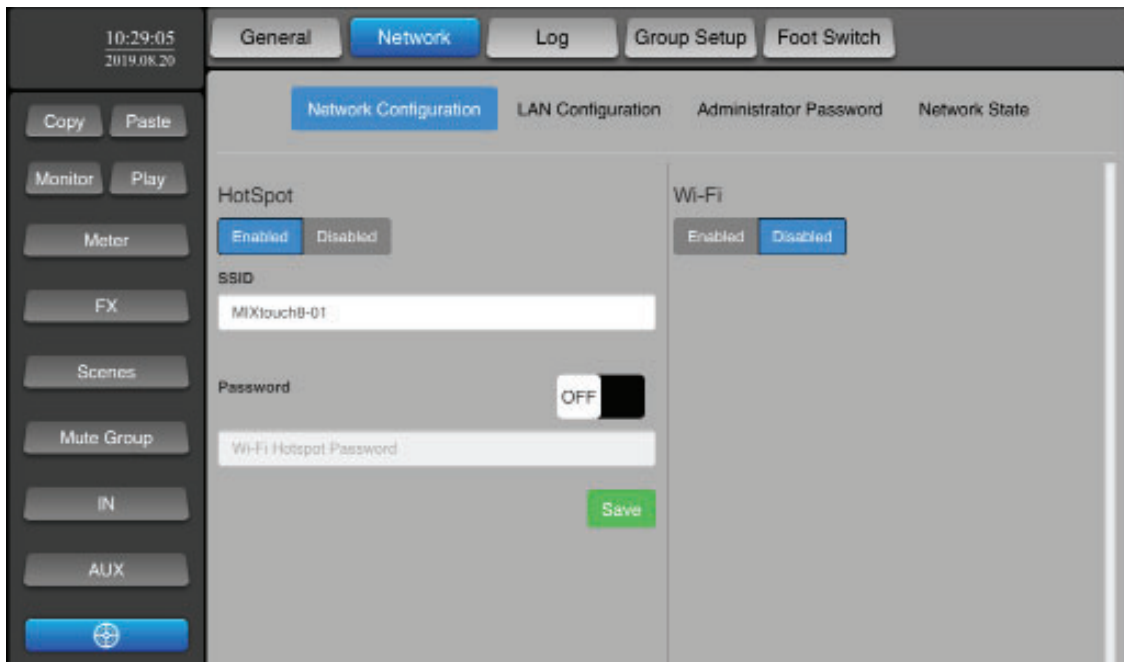 10:29:05
2019.08.20
General Network Log Group Setup Foot Switch
Network Configuration LAN Configuration Administrator Password Network State
Copy Paste
Monitor Play
Meter
FX
Scenes
Mute Group
IN
AUX
HotSpot
Enabled Disabled
SSID
MIXtouch8-01
Password
OFF
Wi-Fi Hotspot Password
Save
Wi-Fi
Enabled Disabled